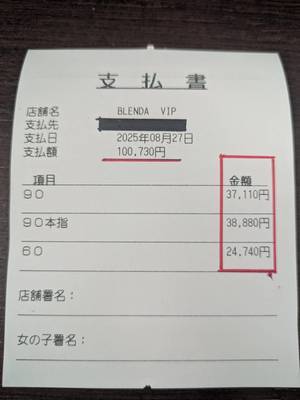 支払書
店舗名 BLENDA VIP
支払先
支払日 2025年08月27日
支払額 100,730円
項目 金額
90 37,110円
90本指 38,880円
60 24,740円
店舗署名：
女の子署名：